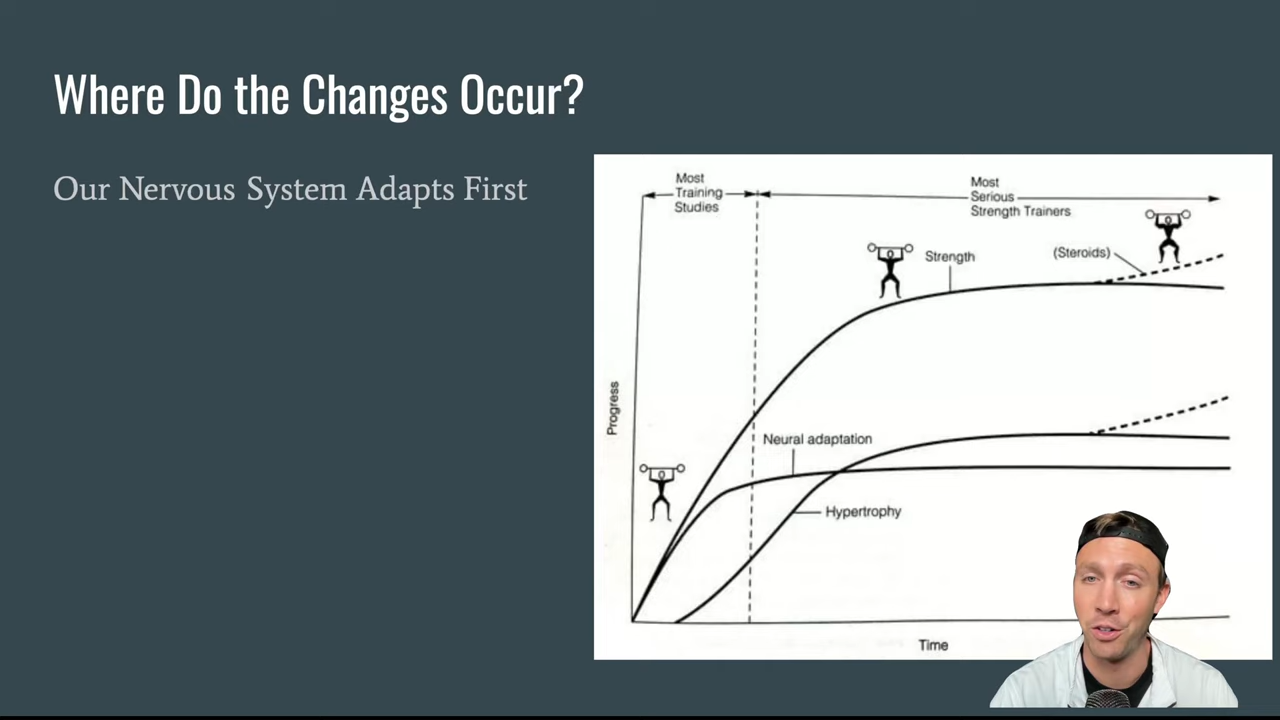 Where Do the Changes Occur?
Our Nervous System Adapts First
Most
Training
Studies
Most
Serious
Strength Trainers
Strength
(Steroids)
Progress
Neural adaptation
Hypertrophy
Time